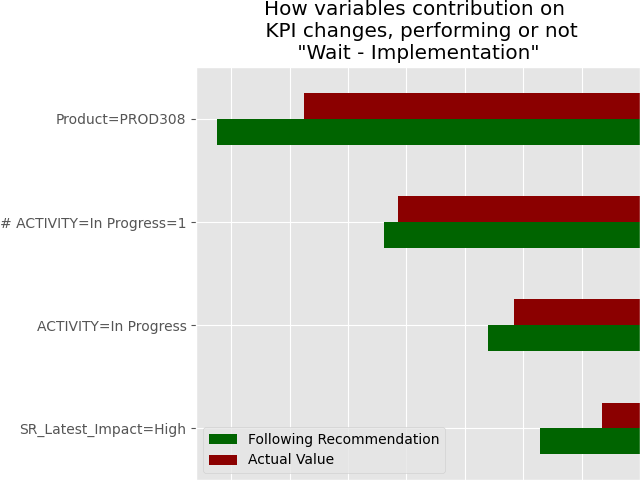 How variables contribution on
KPI changes, performing or not
"Wait - Implementation"
Product=PROD308
# ACTIVITY=In Progress=1
ACTIVITY=In Progress
SR_Latest_Impact=High
Following Recommendation
Actual Value